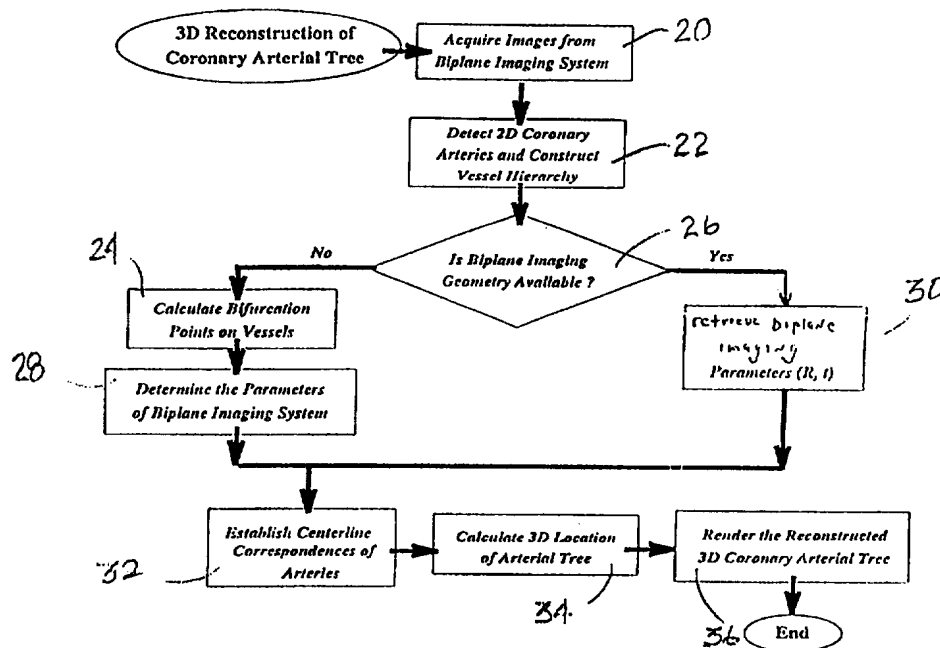 3D Reconstruction of
Coronary Arterial Tree
Acquire Images from
Biplane Imaging System
20
Detect 2D Coronary
Arteries and Construct
Vessel Hierarchy
22
Is Biplane Imaging
Geometry Available ?
26
No
Yes
24
Calculate Bifurcation
Points on Vessels
28
Determine the Parameters
of Biplane Imaging System
retrieve biplane
imaging
Parameters (R, t)
30
Establish Centerline
Correspondences of
Arteries
32
Calculate 3D Location
of Arterial Tree
34
Render the Reconstructed
3D Coronary Arterial Tree
36
End